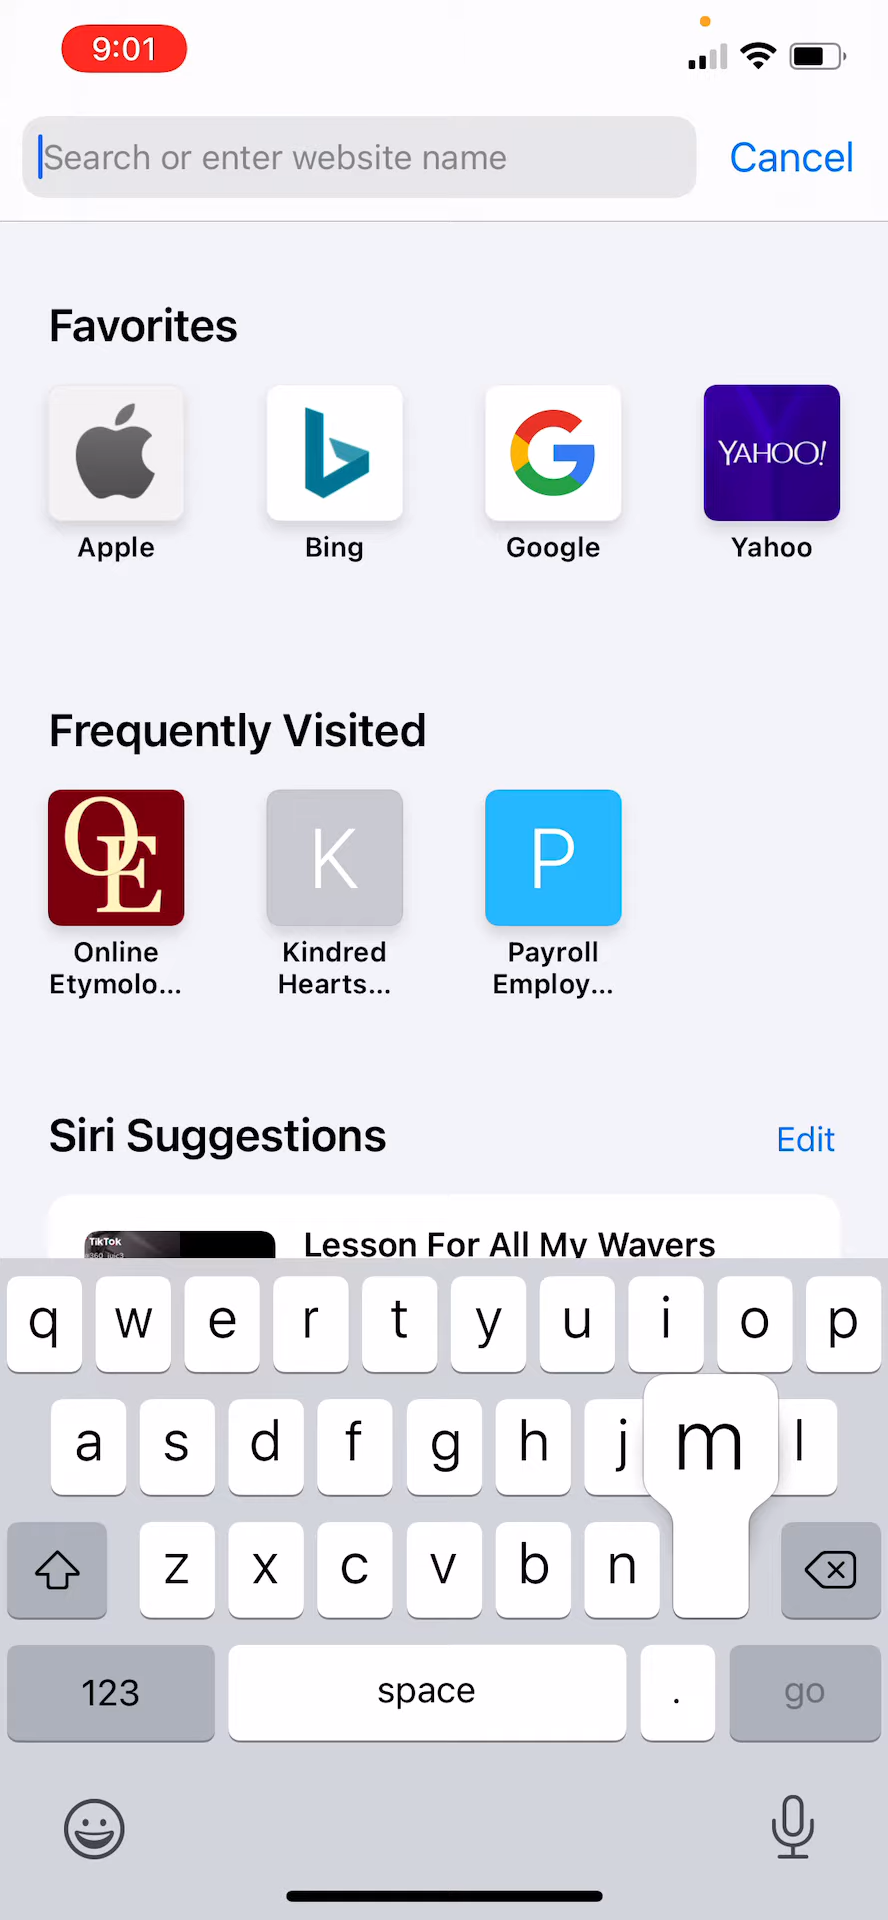 9:01
Search or enter website name
Cancel
Favorites
YAHOO!
Apple
Bing
Google
Yahoo
Frequently Visited
OE
K
P
Online
Etymolo...
Kindred
Hearts...
Payroll
Employ...
Siri Suggestions
Edit
TikTok
Lesson For All My Wavers
q w e r t y u i o p
a s d f g h j m l
z x c v b n
123
space
.
go